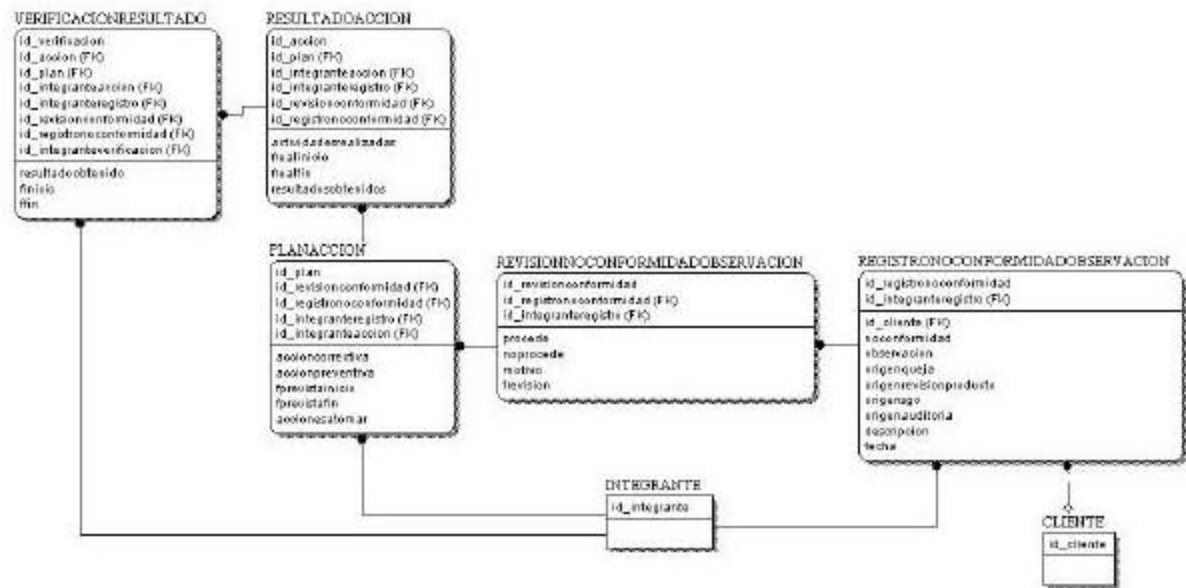 VERIFICACIONRESULTADO
id_verificacion
id_accion (FK)
id_plan (FK)
id_integranteaccion (FK)
id_integranteregistro (FK)
id_revisionconformidad (FK)
id_registronoconformidad (FK)
id_integranteverificacion (FK)
resultadoobtenido
finicio
ffin
RESULTADOACCION
id_accion
id_plan (FK)
id_integranteaccion (FK)
id_integranteregistro (FK)
id_revisionconformidad (FK)
id_registronoconformidad (FK)
actividadesrealizadas
frealinicio
frealfin
resultadosobtenidos
PLANACCION
id_plan
id_revisionconformidad (FK)
id_registronoconformidad (FK)
id_integranteregistro (FK)
id_integranteaccion (FK)
accioncorrectiva
accionpreventiva
fprevistainicio
fprevistafin
accionesatomar
REVISIONNOCONFORMIDADOBSERVACION
id_revisionconformidad
id_registronoconformidad (FK)
id_integranteregistro (FK)
procede
noprocede
motivo
frevision
REGISTRONOCONFORMIDADOBSERVACION
id_registronoconformidad
id_integranteregistro (FK)
id_cliente (FK)
noconformidad
observacion
origenqueja
origenrevisionproducto
origensgc
origenauditoria
descripcion
fecha
INTEGRANTE
id_integrante
CLIENTE
id_cliente